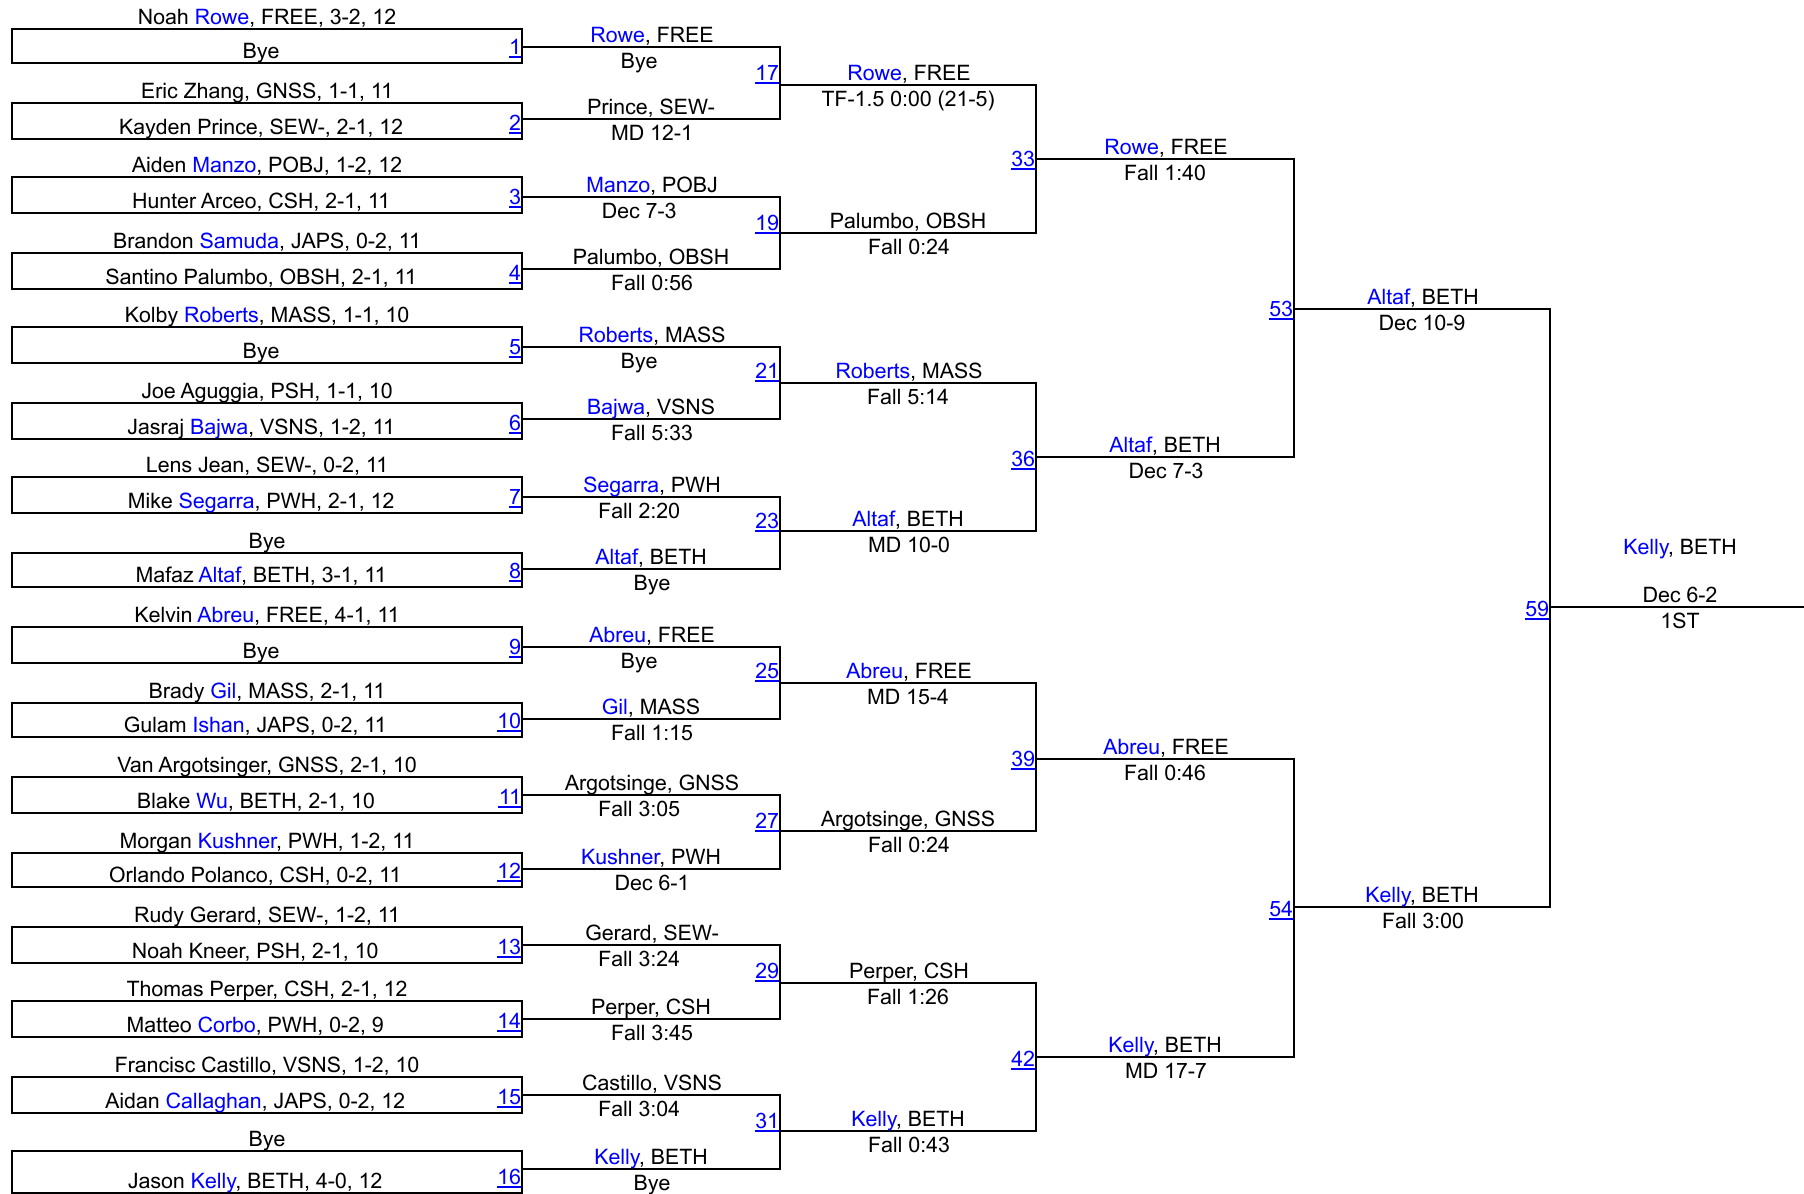 Noah Rowe, FREE, 3-2, 12
Bye
1
Eric Zhang, GNSS, 1-1, 11
Kayden Prince, SEW-, 2-1, 12
2
Aiden Manzo, POBJ, 1-2, 12
Hunter Arceo, CSH, 2-1, 11
3
Brandon Samuda, JAPS, 0-2, 11
Santino Palumbo, OBSH, 2-1, 11
4
Kolby Roberts, MASS, 1-1, 10
Bye
5
Joe Aguggia, PSH, 1-1, 10
Jasraj Bajwa, VSNS, 1-2, 11
6
Lens Jean, SEW-, 0-2, 11
Mike Segarra, PWH, 2-1, 12
7
Bye
Mafaz Altaf, BETH, 3-1, 11
8
Kelvin Abreu, FREE, 4-1, 11
Bye
9
Brady Gil, MASS, 2-1, 11
Gulam Ishan, JAPS, 0-2, 11
10
Van Argotsinger, GNSS, 2-1, 10
Blake Wu, BETH, 2-1, 10
11
Morgan Kushner, PWH, 1-2, 11
Orlando Polanco, CSH, 0-2, 11
12
Rudy Gerard, SEW-, 1-2, 11
Noah Kneer, PSH, 2-1, 10
13
Thomas Perper, CSH, 2-1, 12
Matteo Corbo, PWH, 0-2, 9
14
Francisc Castillo, VSNS, 1-2, 10
Aidan Callaghan, JAPS, 0-2, 12
15
Bye
Jason Kelly, BETH, 4-0, 12
16
Rowe, FREE
Bye
17
Prince, SEW-
MD 12-1
Manzo, POBJ
Dec 7-3
19
Palumbo, OBSH
Fall 0:56
Roberts, MASS
Bye
21
Bajwa, VSNS
Fall 5:33
Segarra, PWH
Fall 2:20
23
Altaf, BETH
Bye
Abreu, FREE
Bye
25
Gil, MASS
Fall 1:15
Argotsinge, GNSS
Fall 3:05
27
Kushner, PWH
Dec 6-1
Gerard, SEW-
Fall 3:24
29
Perper, CSH
Fall 3:45
Castillo, VSNS
Fall 3:04
31
Kelly, BETH
Bye
Rowe, FREE
TF-1.5 0:00 (21-5)
33
Palumbo, OBSH
Fall 0:24
Roberts, MASS
Fall 5:14
36
Altaf, BETH
MD 10-0
Abreu, FREE
MD 15-4
39
Argotsinge, GNSS
Fall 0:24
Perper, CSH
Fall 1:26
42
Kelly, BETH
Fall 0:43
Rowe, FREE
Fall 1:40
53
Altaf, BETH
Dec 7-3
Abreu, FREE
Fall 0:46
54
Kelly, BETH
MD 17-7
Altaf, BETH
Dec 10-9
59
Kelly, BETH
Fall 3:00
Kelly, BETH
Dec 6-2
1ST